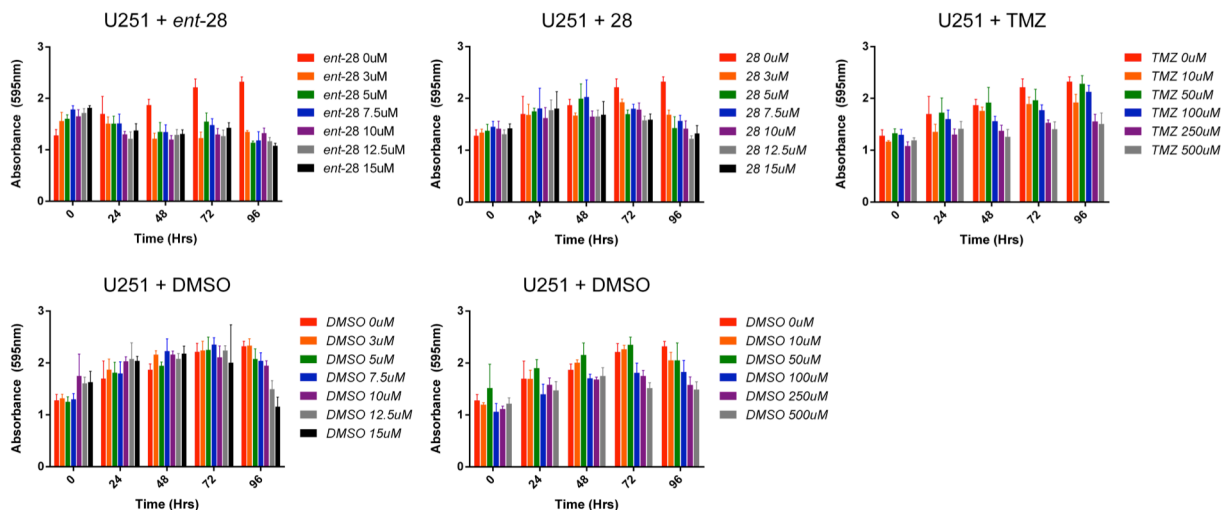 U251 + ent-28
Absorbance (595nm)
3
2
1
0
0
24
48
72
96
Time (Hrs)
ent-28 0uM
ent-28 3uM
ent-28 5uM
ent-28 7.5uM
ent-28 10uM
ent-28 12.5uM
ent-28 15uM
U251 + 28
Absorbance (595nm)
3
2
1
0
0
24
48
72
96
Time (Hrs)
28 0uM
28 3uM
28 5uM
28 7.5uM
28 10uM
28 12.5uM
28 15uM
U251 + TMZ
Absorbance (595nm)
3
2
1
0
0
24
48
72
96
Time (Hrs)
TMZ 0uM
TMZ 10uM
TMZ 50uM
TMZ 100uM
TMZ 250uM
TMZ 500uM
U251 + DMSO
Absorbance (595nm)
3
2
1
0
0
24
48
72
96
Time (Hrs)
DMSO 0uM
DMSO 3uM
DMSO 5uM
DMSO 7.5uM
DMSO 10uM
DMSO 12.5uM
DMSO 15uM
U251 + DMSO
Absorbance (595nm)
3
2
1
0
0
24
48
72
96
Time (Hrs)
DMSO 0uM
DMSO 10uM
DMSO 50uM
DMSO 100uM
DMSO 250uM
DMSO 500uM